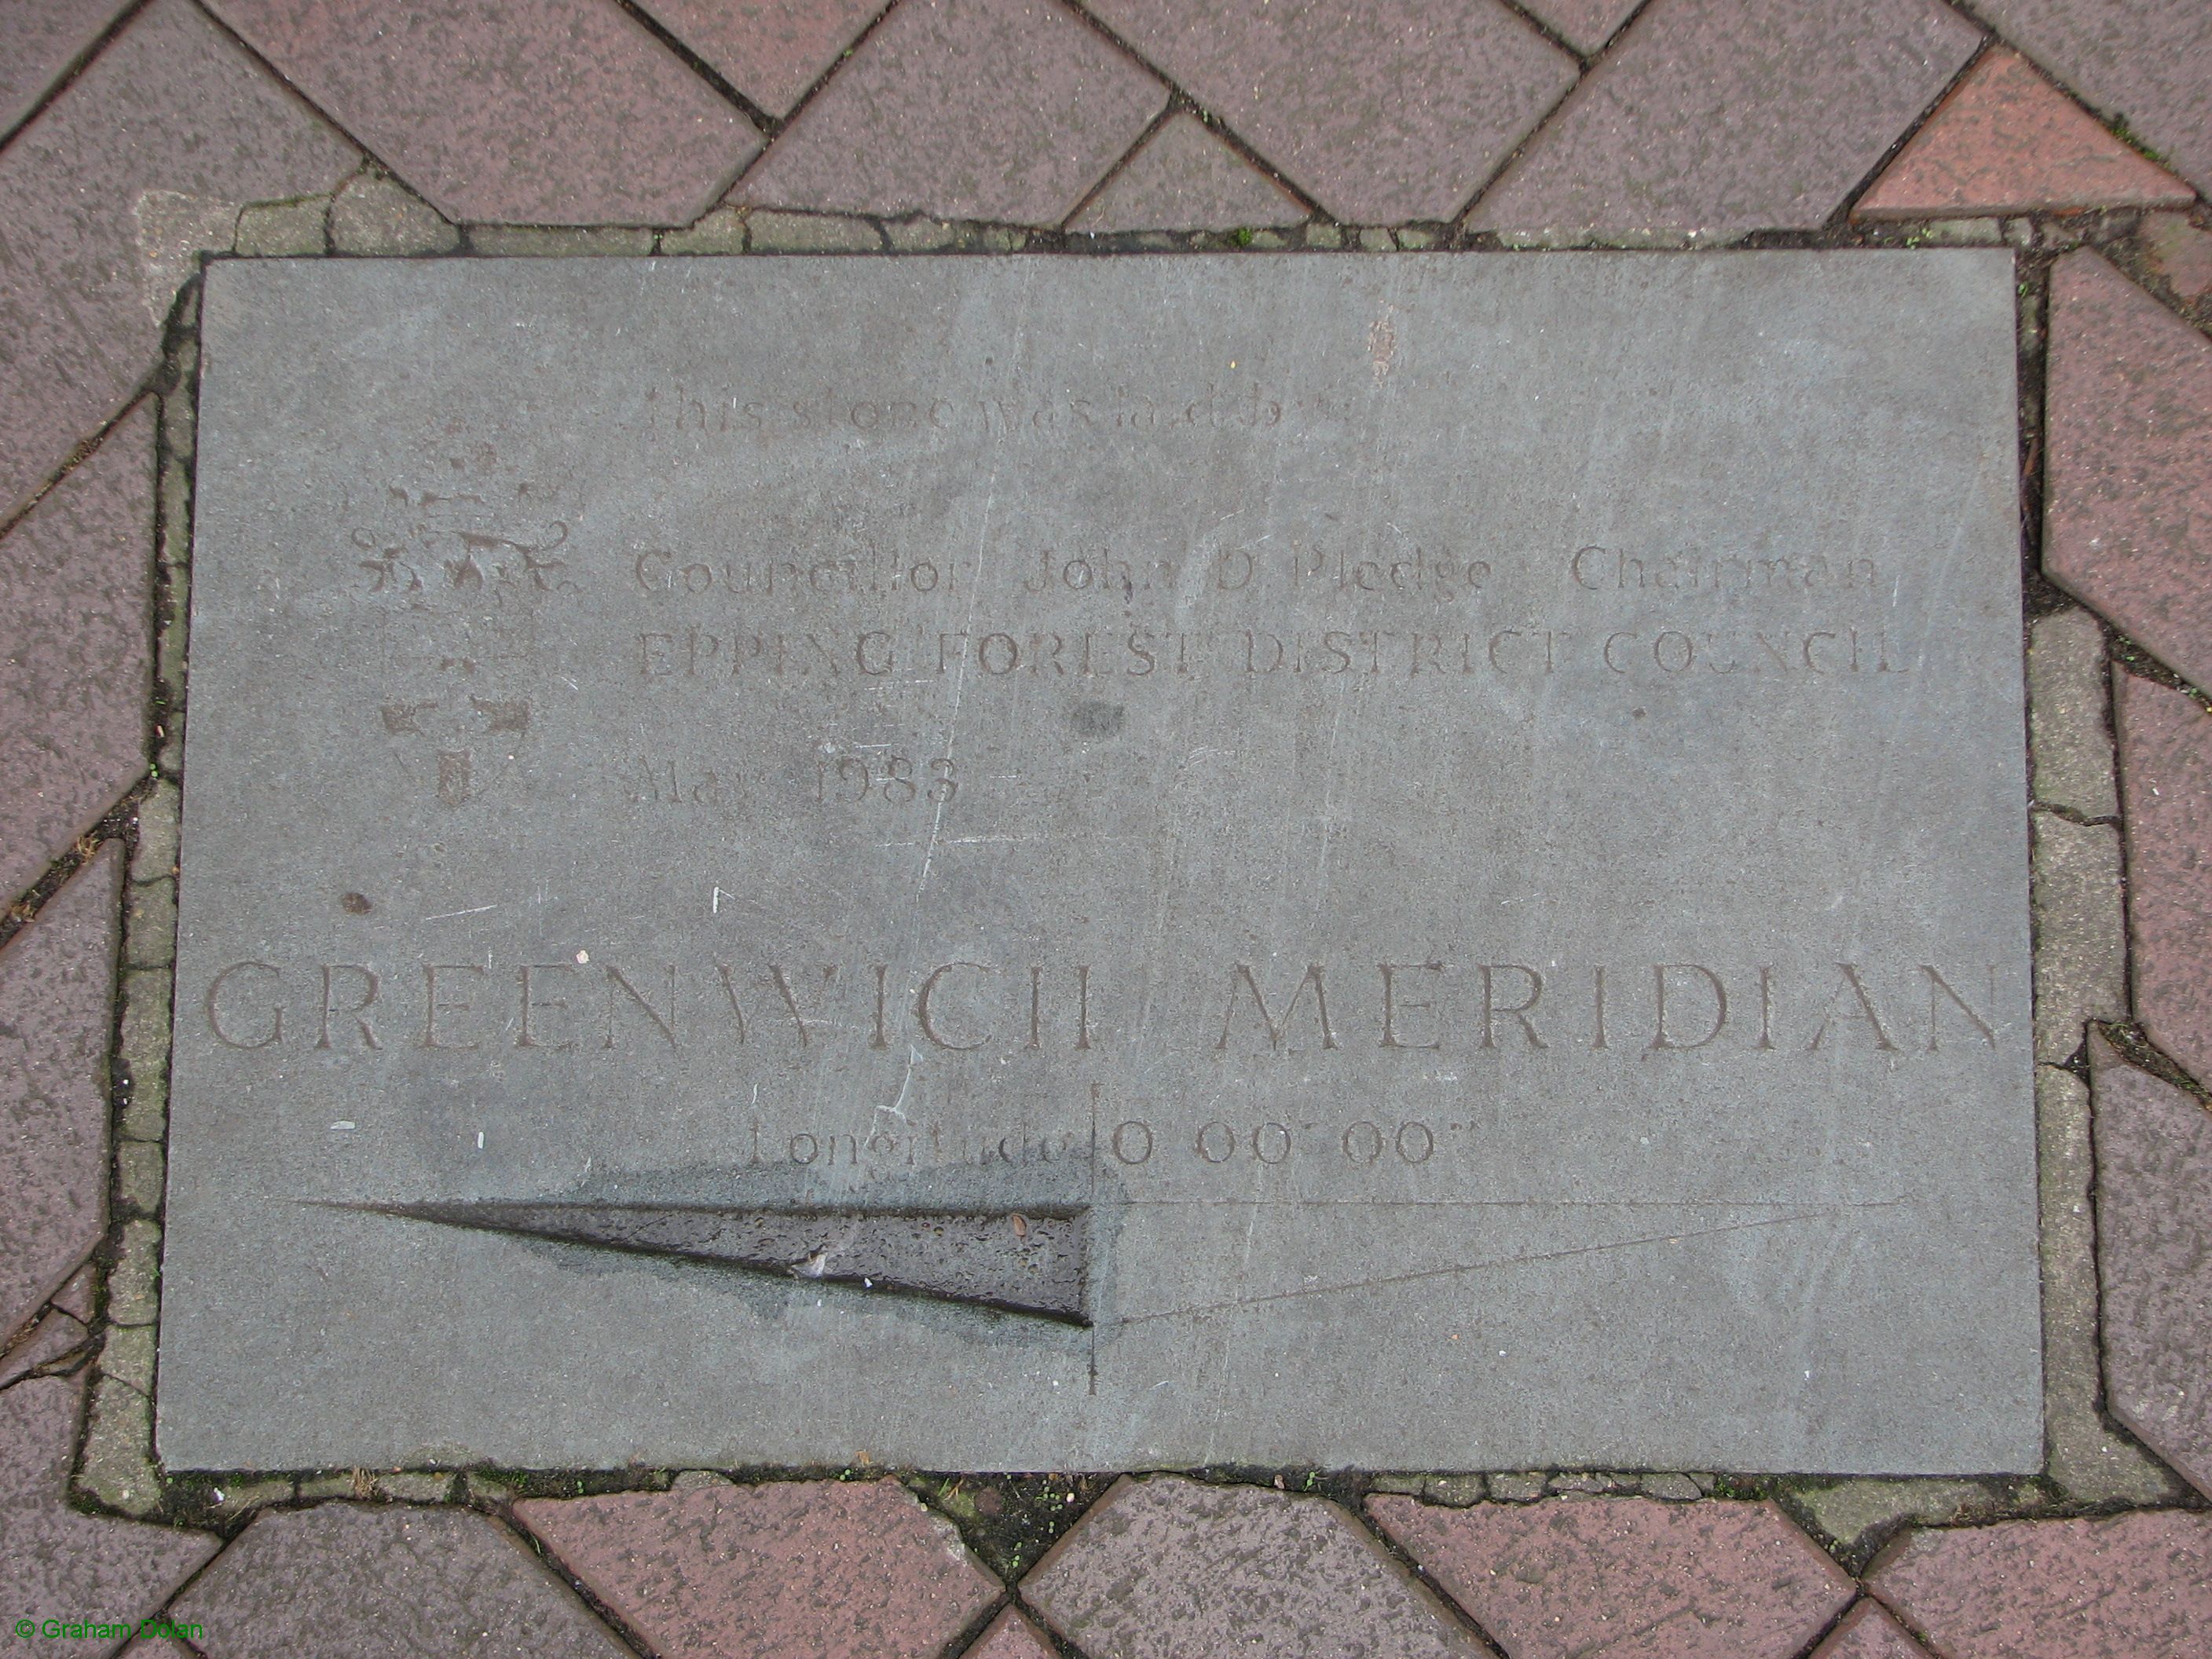 This stone was laid by
Councillor John D. Pledge Chairman
EPPING FOREST DISTRICT COUNCIL
May 1983
GREENWICH MERIDIAN
Longitude 0° 00' 00"
© Graham Dolan